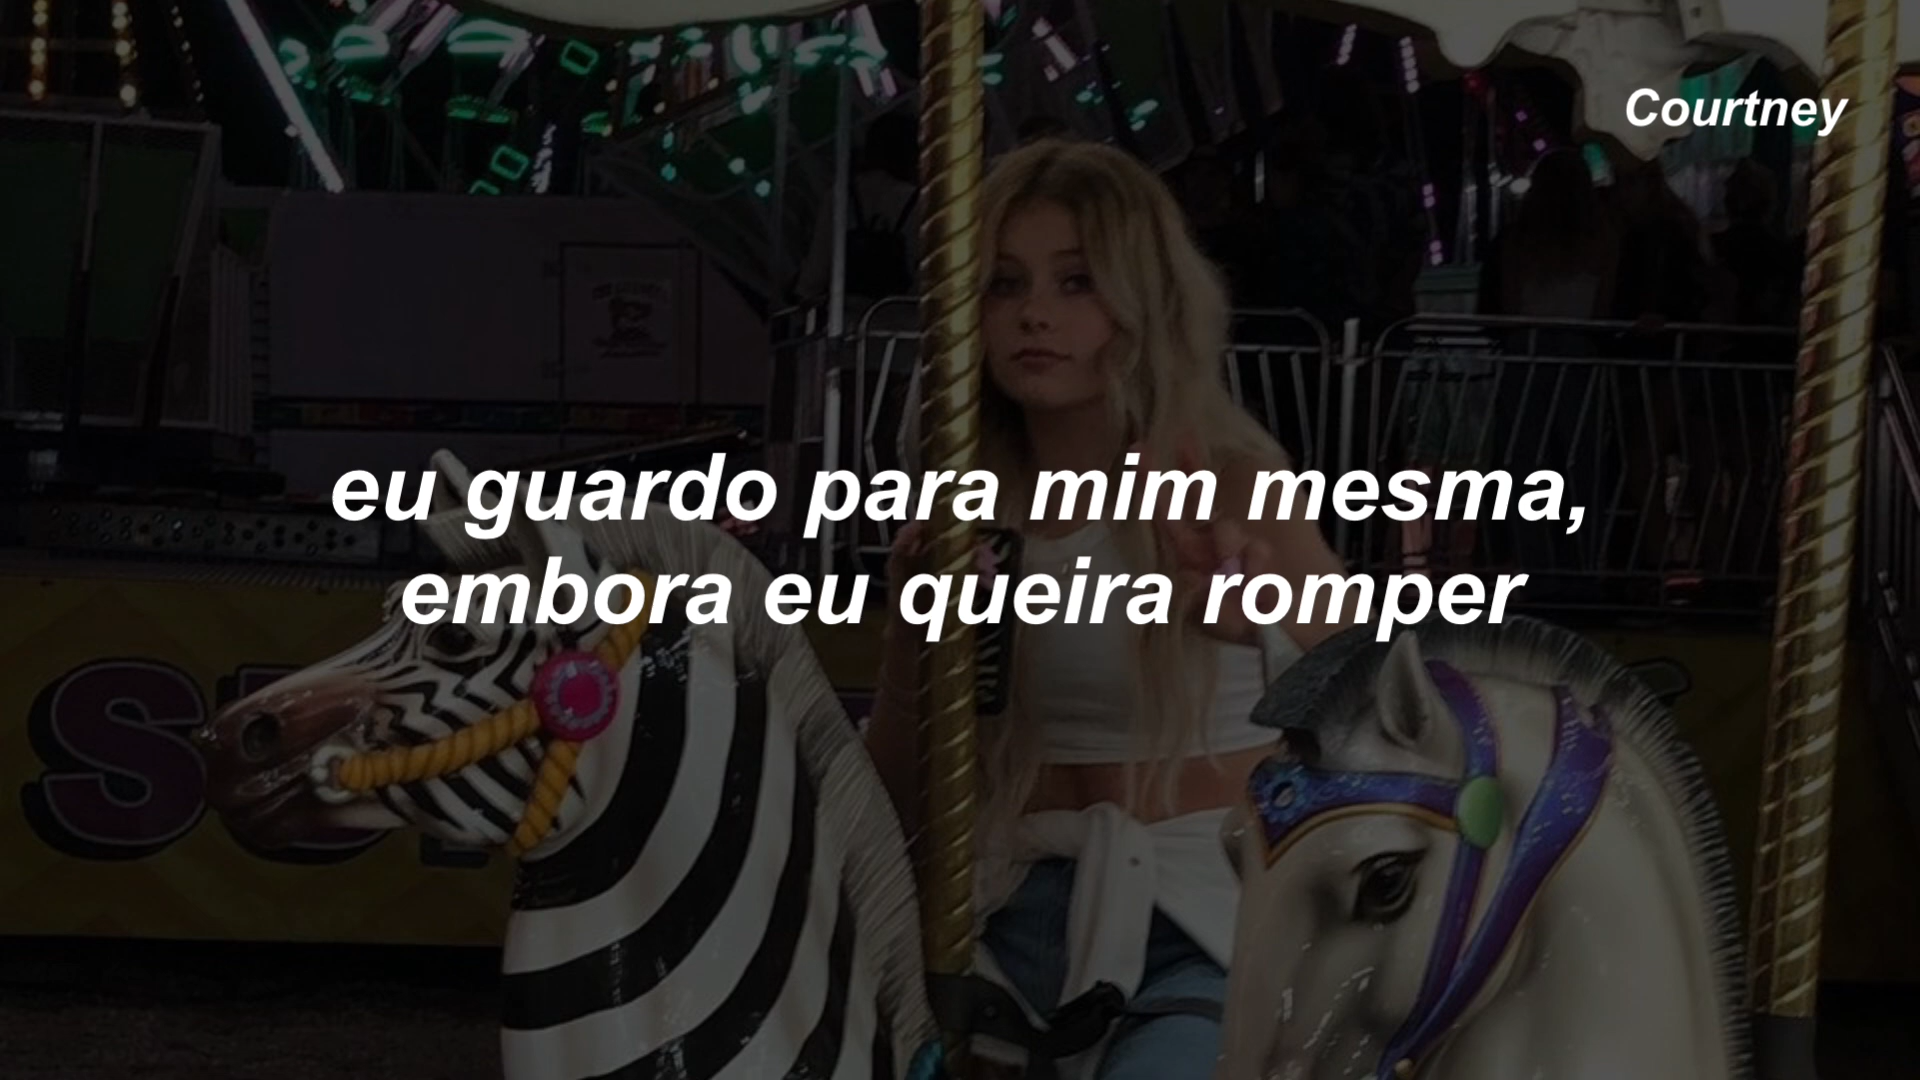 Courtney
eu guardo para mim mesma,
embora eu queira romper